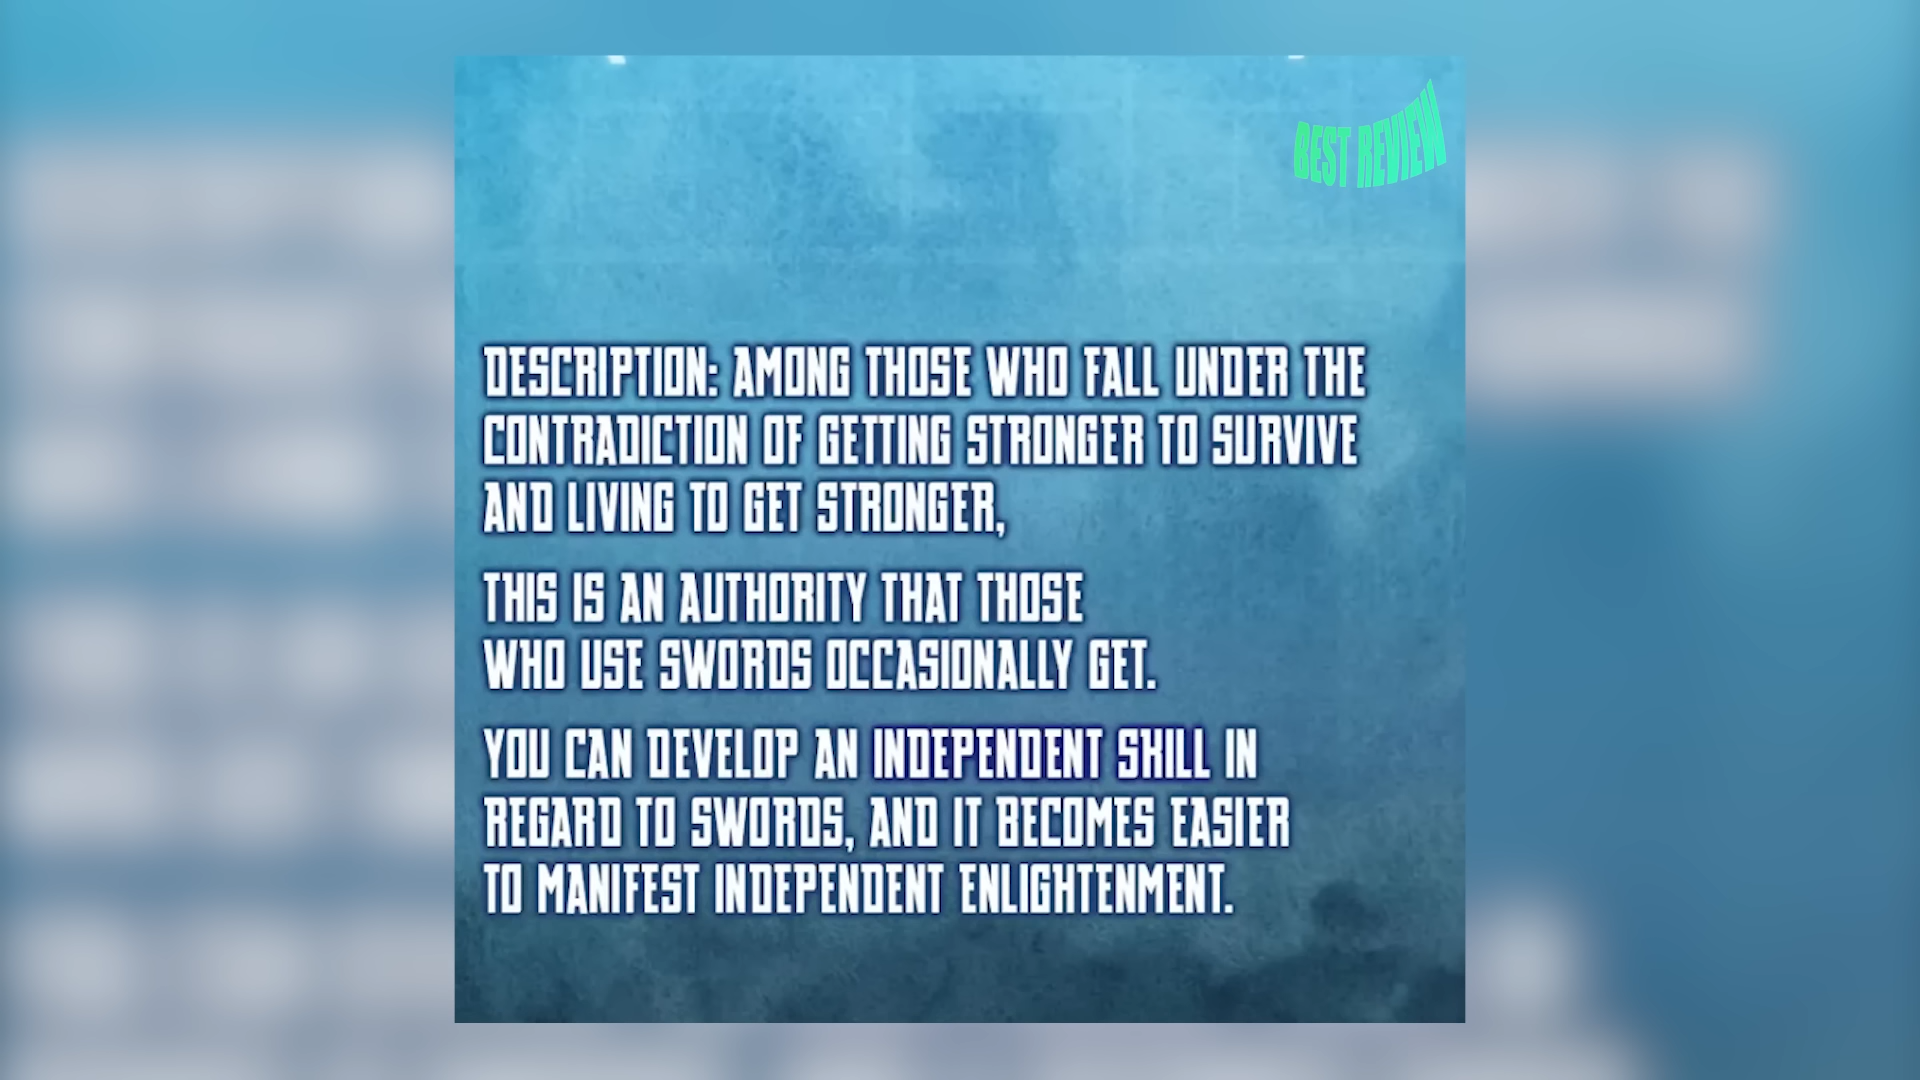 BEST REVIEW
DESCRIPTION: AMONG THOSE WHO FALL UNDER THE
CONTRADICTION OF GETTING STRONGER TO SURVIVE
AND LIVING TO GET STRONGER,
THIS IS AN AUTHORITY THAT THOSE
WHO USE SWORDS OCCASIONALLY GET.
YOU CAN DEVELOP AN INDEPENDENT SKILL IN
REGARD TO SWORDS, AND IT BECOMES EASIER
TO MANIFEST INDEPENDENT ENLIGHTENMENT.